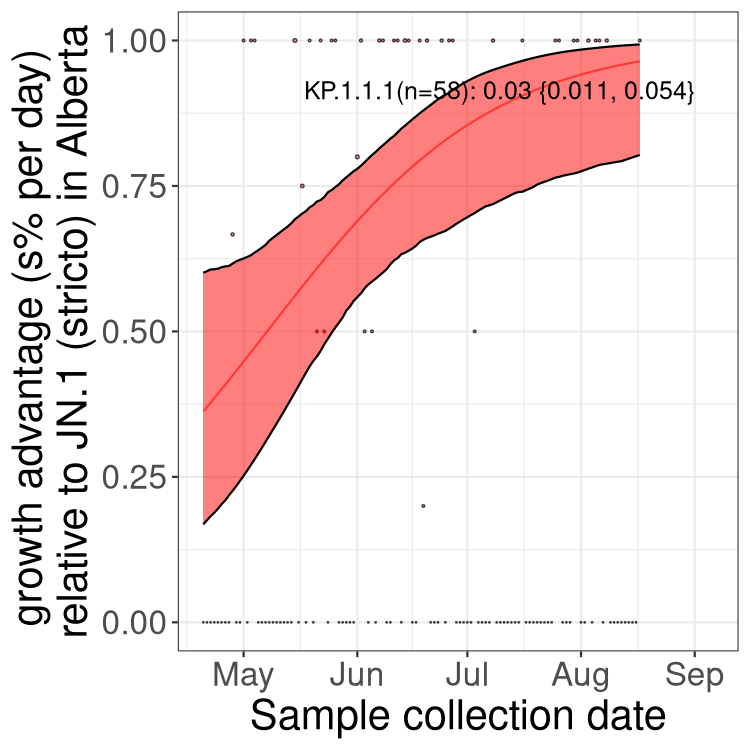 growth advantage (s% per day)
relative to JN.1 (stricto) in Alberta
1.00
0.75
0.50
0.25
0.00
KP.1.1.1(n=58): 0.03 {0.011, 0.054}
May Jun Jul Aug Sep
Sample collection date